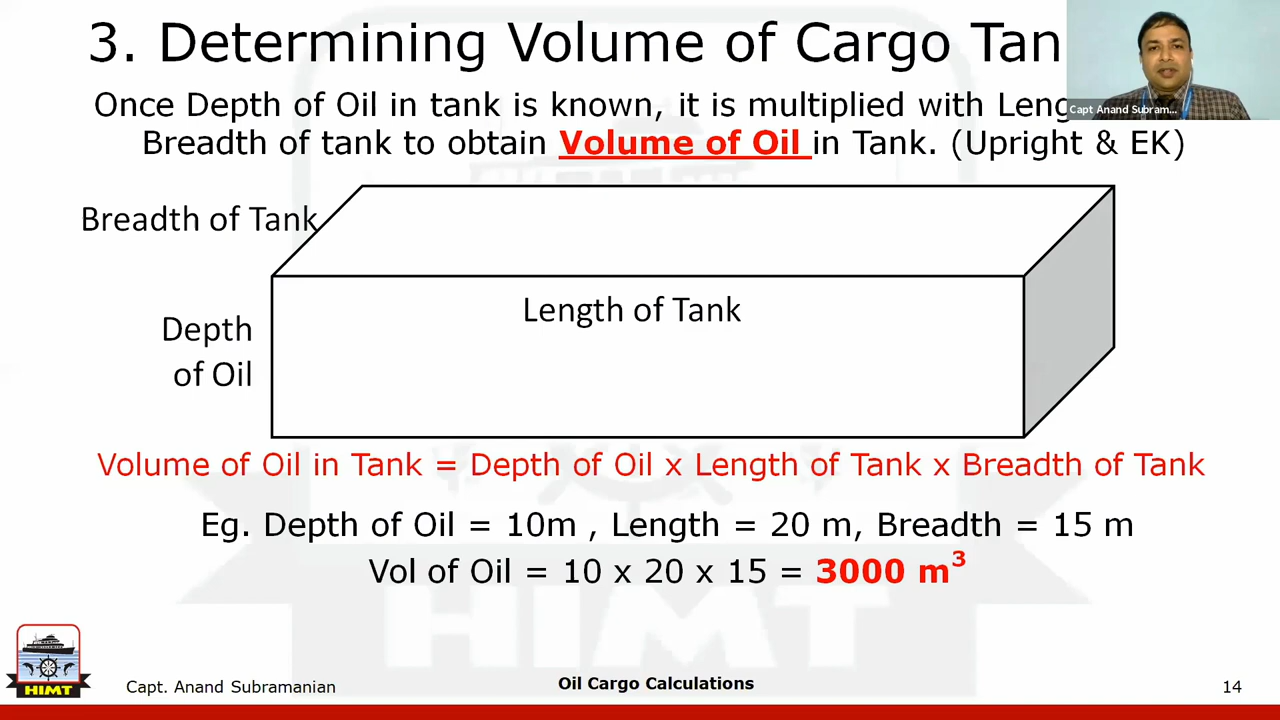 3. Determining Volume of Cargo Tan
Capt Anand Subram...
Once Depth of Oil in tank is known, it is multiplied with Leng
Breadth of tank to obtain Volume of Oil in Tank. (Upright & EK)
Breadth of Tank
Length of Tank
Depth
of Oil
Volume of Oil in Tank = Depth of Oil x Length of Tank x Breadth of Tank
Eg. Depth of Oil = 10m , Length = 20 m, Breadth = 15 m
Vol of Oil = 10 x 20 x 15 = 3000 m³
HIMT
HIMT
Capt. Anand Subramanian
Oil Cargo Calculations
14